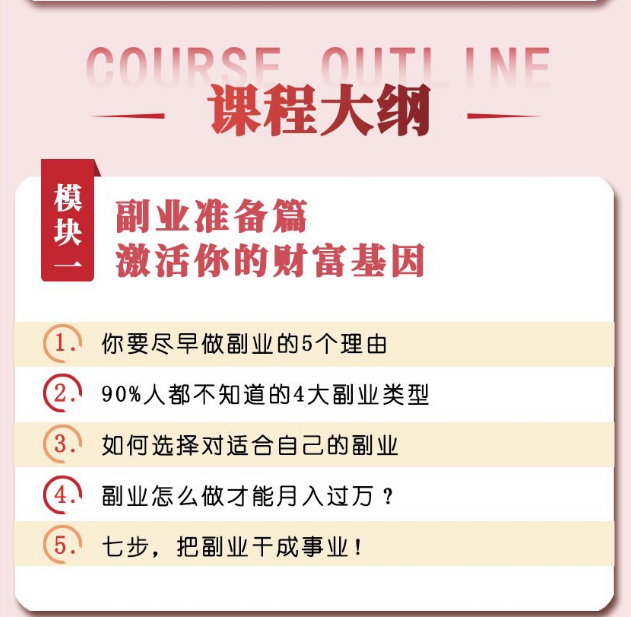 COURSE OUTLINE
课程大纲
模块一
副业准备篇
激活你的财富基因
1. 你要尽早做副业的5个理由
2. 90%人都不知道的4大副业类型
3. 如何选择对适合自己的副业
4. 副业怎么做才能月入过万？
5. 七步，把副业干成事业！